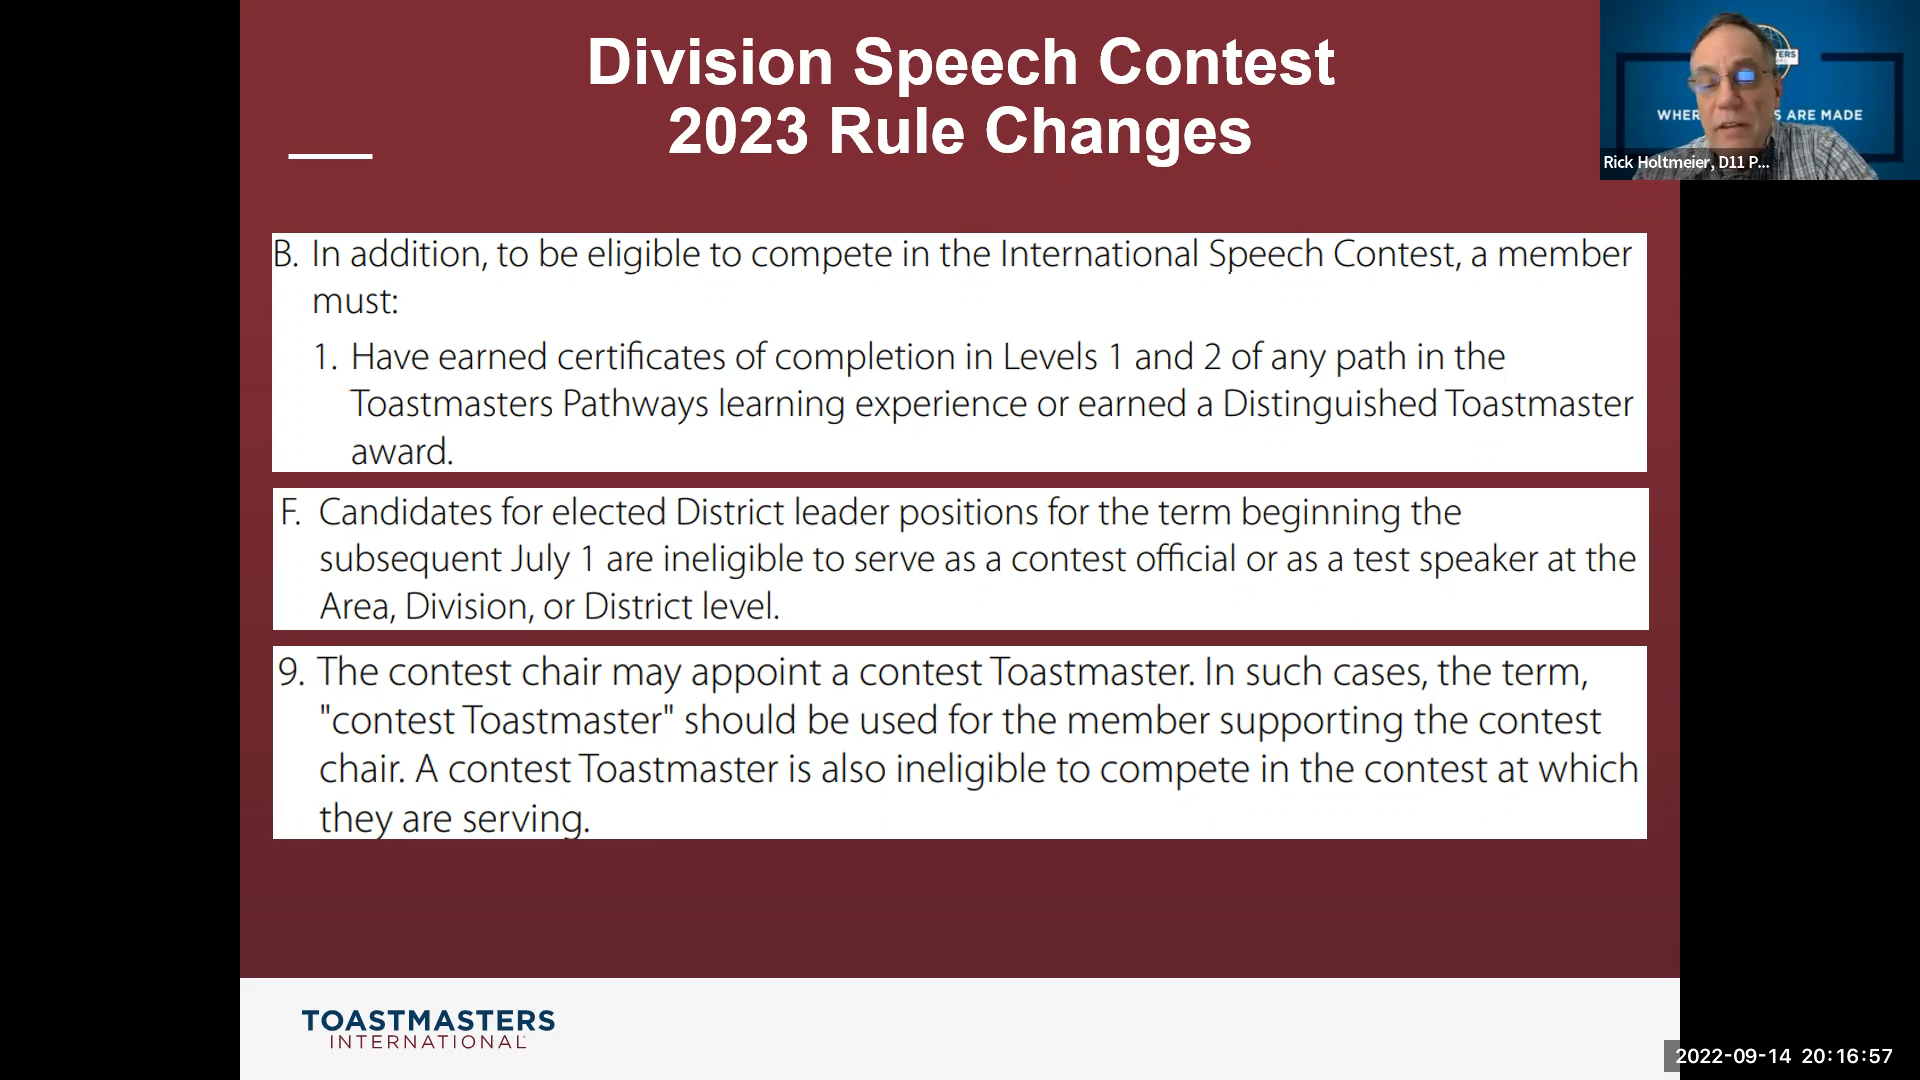 Division Speech Contest
2023 Rule Changes
TERS
WHER S ARE MADE
Rick Holtmeier, D11 P...
B. In addition, to be eligible to compete in the International Speech Contest, a member
must:
1. Have earned certificates of completion in Levels 1 and 2 of any path in the
Toastmasters Pathways learning experience or earned a Distinguished Toastmaster
award.
F. Candidates for elected District leader positions for the term beginning the
subsequent July 1 are ineligible to serve as a contest official or as a test speaker at the
Area, Division, or District level.
9. The contest chair may appoint a contest Toastmaster. In such cases, the term,
"contest Toastmaster" should be used for the member supporting the contest
chair. A contest Toastmaster is also ineligible to compete in the contest at which
they are serving.
TOASTMASTERS
INTERNATIONAL
2022-09-14 20:16:57